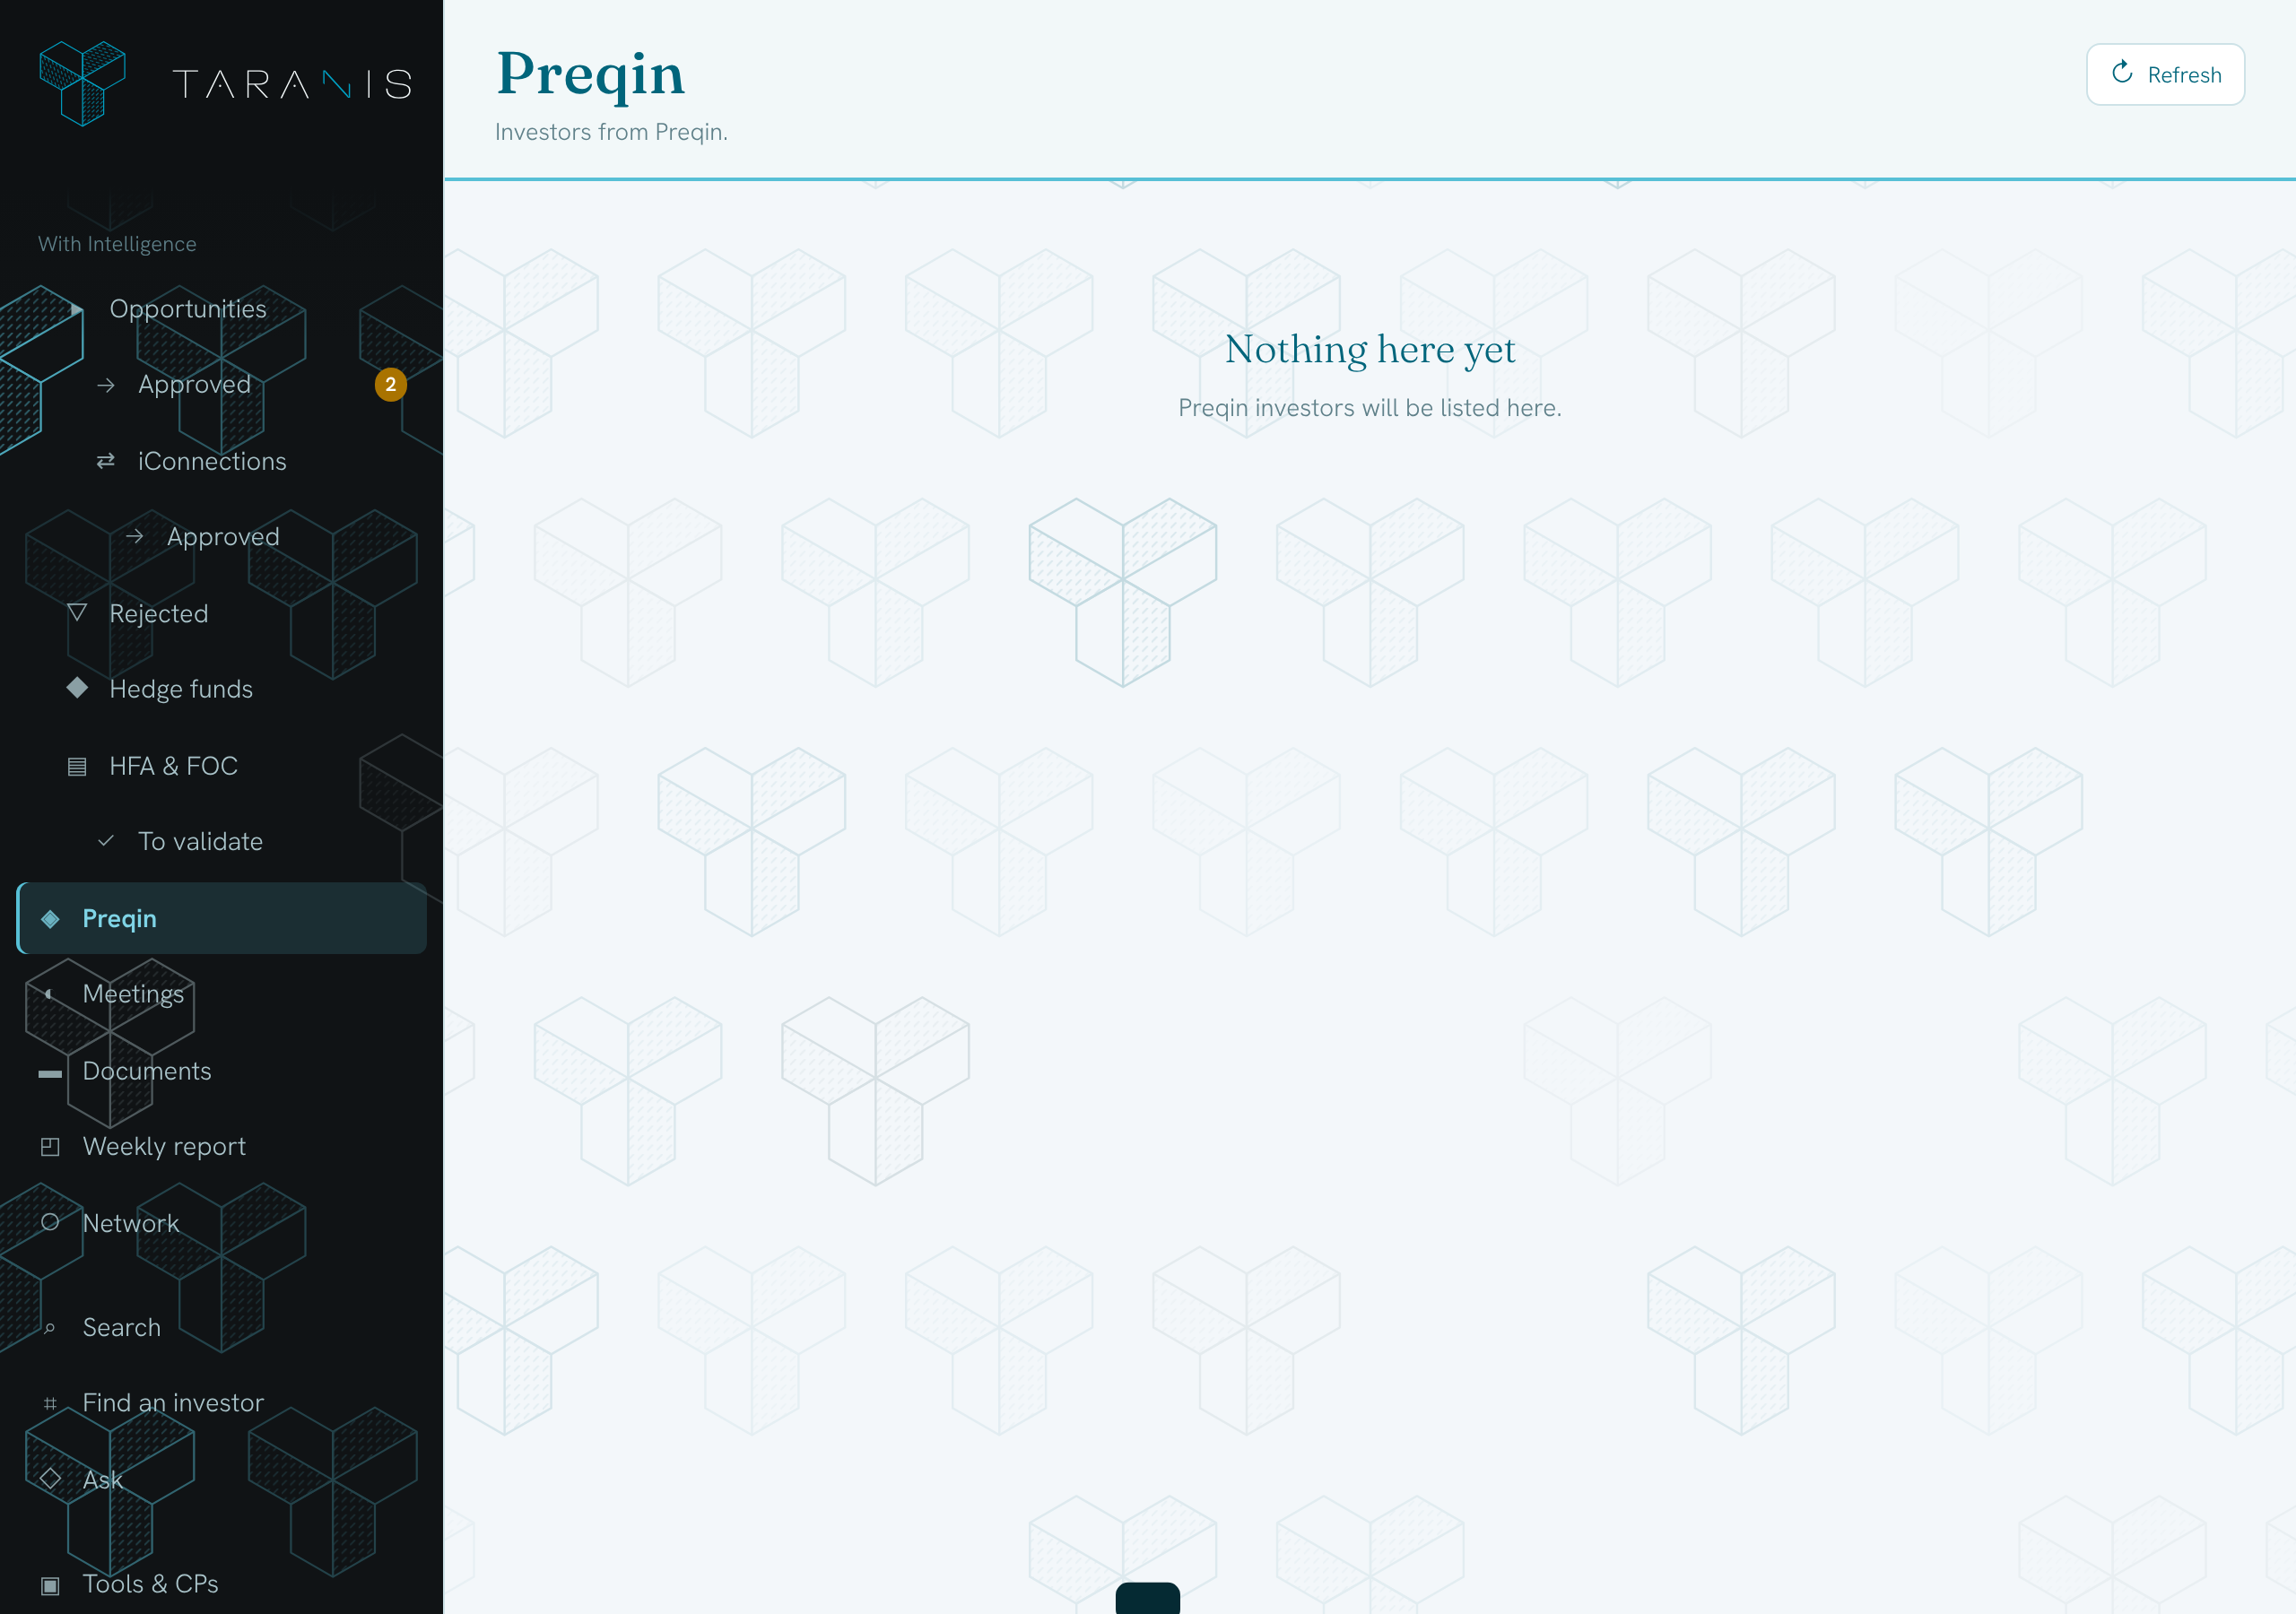 TARANIS
With Intelligence
Opportunities
Approved 2
iConnections
Approved
Rejected
Hedge funds
HFA & FOC
To validate
Preqin
Meetings
Documents
Weekly report
Network
Search
Find an investor
Ask
Tools & CPs
Preqin
Investors from Preqin.
Refresh
Nothing here yet
Preqin investors will be listed here.